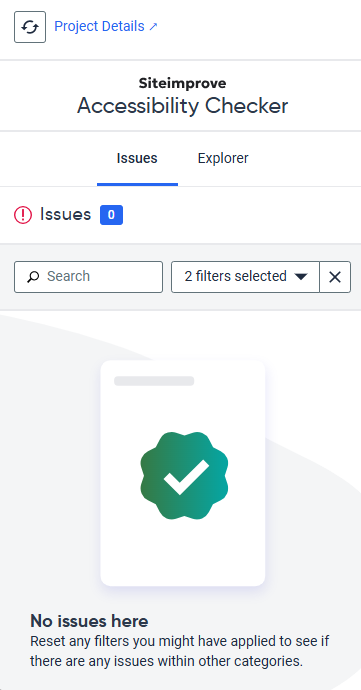 Project Details ↗
Siteimprove
Accessibility Checker
Issues Explorer
Issues 0
Search 2 filters selected
No issues here
Reset any filters you might have applied to see if
there are any issues within other categories.